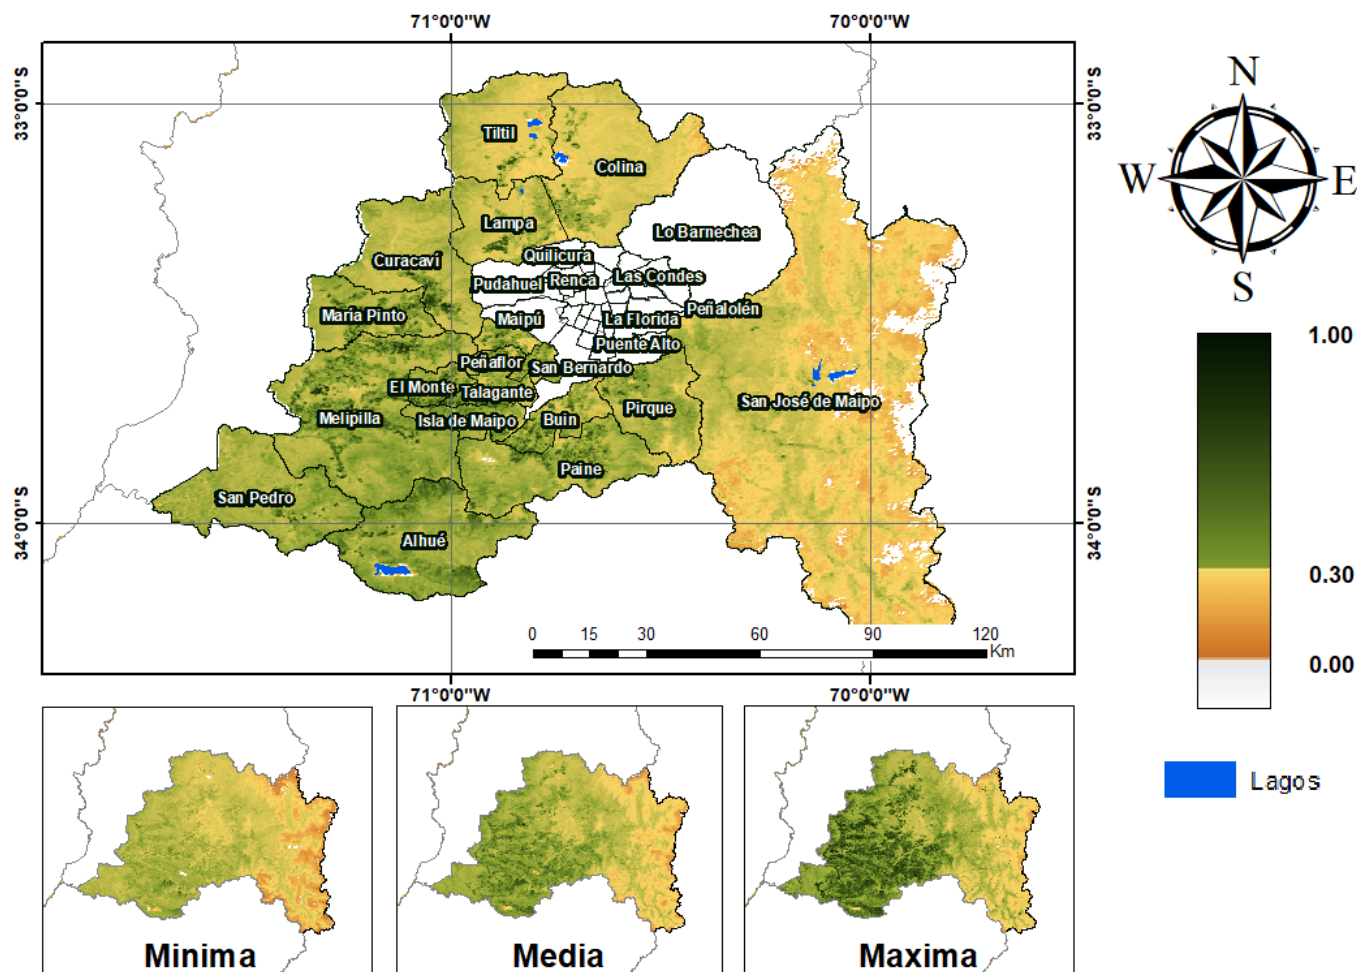 71°0'0"W
70°0'0"W
33°0'0"S
33°0'0"S
N
W
E
S
Tiltil
Colina
Lampa
Lo Barnechea
Quilicura
Curacaví
Las Condes
Pudahuel
Renca
Peñalolén
María Pinto
Maipú
La Florida
Puente Alto
Peñaflor
San Bernardo
El Monte
Talagante
San José de Maipo
Melipilla
Isla de Maipo
Buin
Pirque
Paine
San Pedro
Alhué
34°0'0"S
34°0'0"S
1.00
0.30
0.00
0 15 30 60 90 120
Km
71°0'0"W
70°0'0"W
Lagos
Minima
Media
Maxima